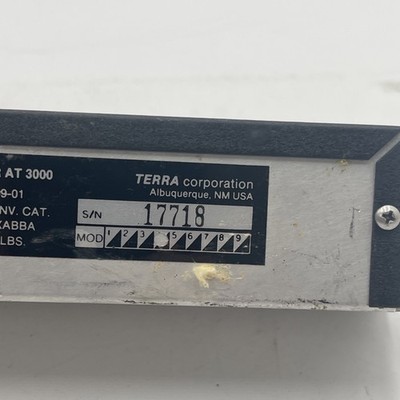 R AT 3000
9-01
NV. CAT.
KABBA
LBS.
TERRA corporation
Albuquerque, NM USA
S/N 17718
MOD 1 2 3 5 6 7 8 9